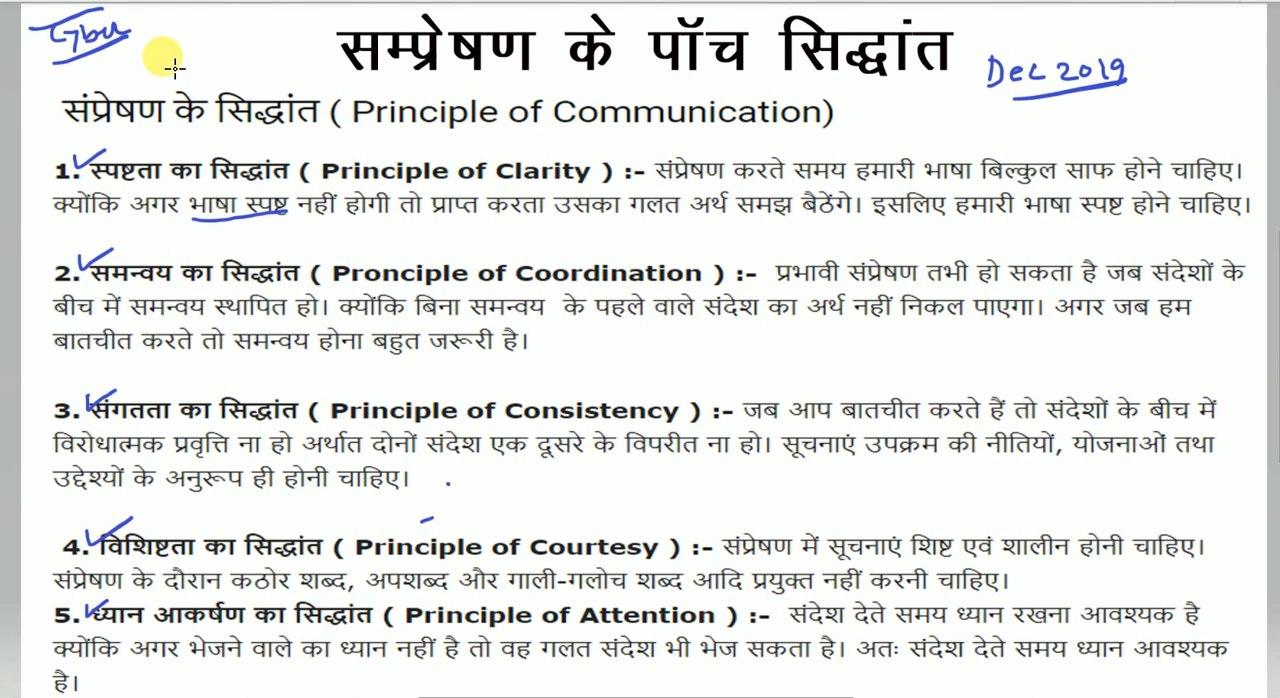 सम्प्रेषण के पॉच सिद्धांत
Dec 2019
संप्रेषण के सिद्धांत ( Principle of Communication)
1. स्पष्टता का सिद्धांत ( Principle of Clarity ) :- संप्रेषण करते समय हमारी भाषा बिल्कुल साफ होने चाहिए।
क्योंकि अगर भाषा स्पष्ट नहीं होगी तो प्राप्त करता उसका गलत अर्थ समझ बैठेंगे। इसलिए हमारी भाषा स्पष्ट होने चाहिए।
2. समन्वय का सिद्धांत ( Pronciple of Coordination ) :- प्रभावी संप्रेषण तभी हो सकता है जब संदेशों के
बीच में समन्वय स्थापित हो। क्योंकि बिना समन्वय के पहले वाले संदेश का अर्थ नहीं निकल पाएगा। अगर जब हम
बातचीत करते तो समन्वय होना बहुत जरूरी है।
3. संगतता का सिद्धांत ( Principle of Consistency ) :- जब आप बातचीत करते हैं तो संदेशों के बीच में
विरोधात्मक प्रवृत्ति ना हो अर्थात दोनों संदेश एक दूसरे के विपरीत ना हो। सूचनाएं उपक्रम की नीतियों, योजनाओं तथा
उद्देश्यों के अनुरूप ही होनी चाहिए।
4. विशिष्टता का सिद्धांत ( Principle of Courtesy ) :- संप्रेषण में सूचनाएं शिष्ट एवं शालीन होनी चाहिए।
संप्रेषण के दौरान कठोर शब्द, अपशब्द और गाली-गलोच शब्द आदि प्रयुक्त नहीं करनी चाहिए।
5. ध्यान आकर्षण का सिद्धांत ( Principle of Attention ) :- संदेश देते समय ध्यान रखना आवश्यक है
क्योंकि अगर भेजने वाले का ध्यान नहीं है तो वह गलत संदेश भी भेज सकता है। अतः संदेश देते समय ध्यान आवश्यक
है।